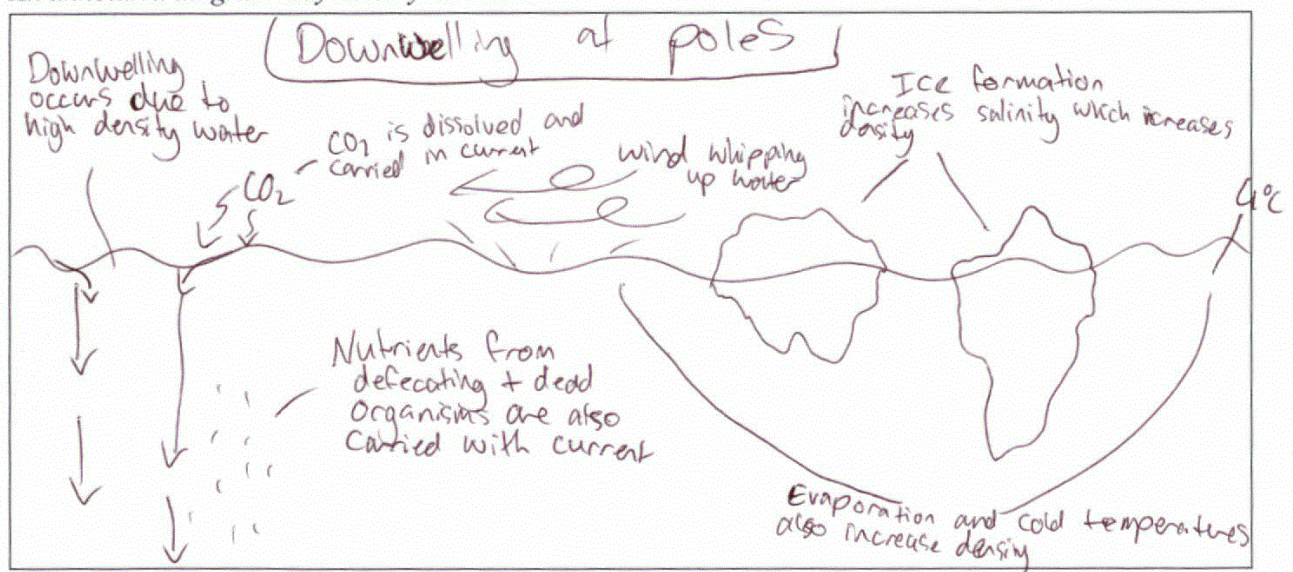 Downwelling at poles
Downwelling
occurs due to
high density water
CO2 is dissolved and
carried in current
CO2
wind whipping
up water
Ice formation
increases salinity which icreases
density
4°C
Nutrients from
defecating + dead
organisms are also
carried with current
Evaporation and cold temperatures
also increase density